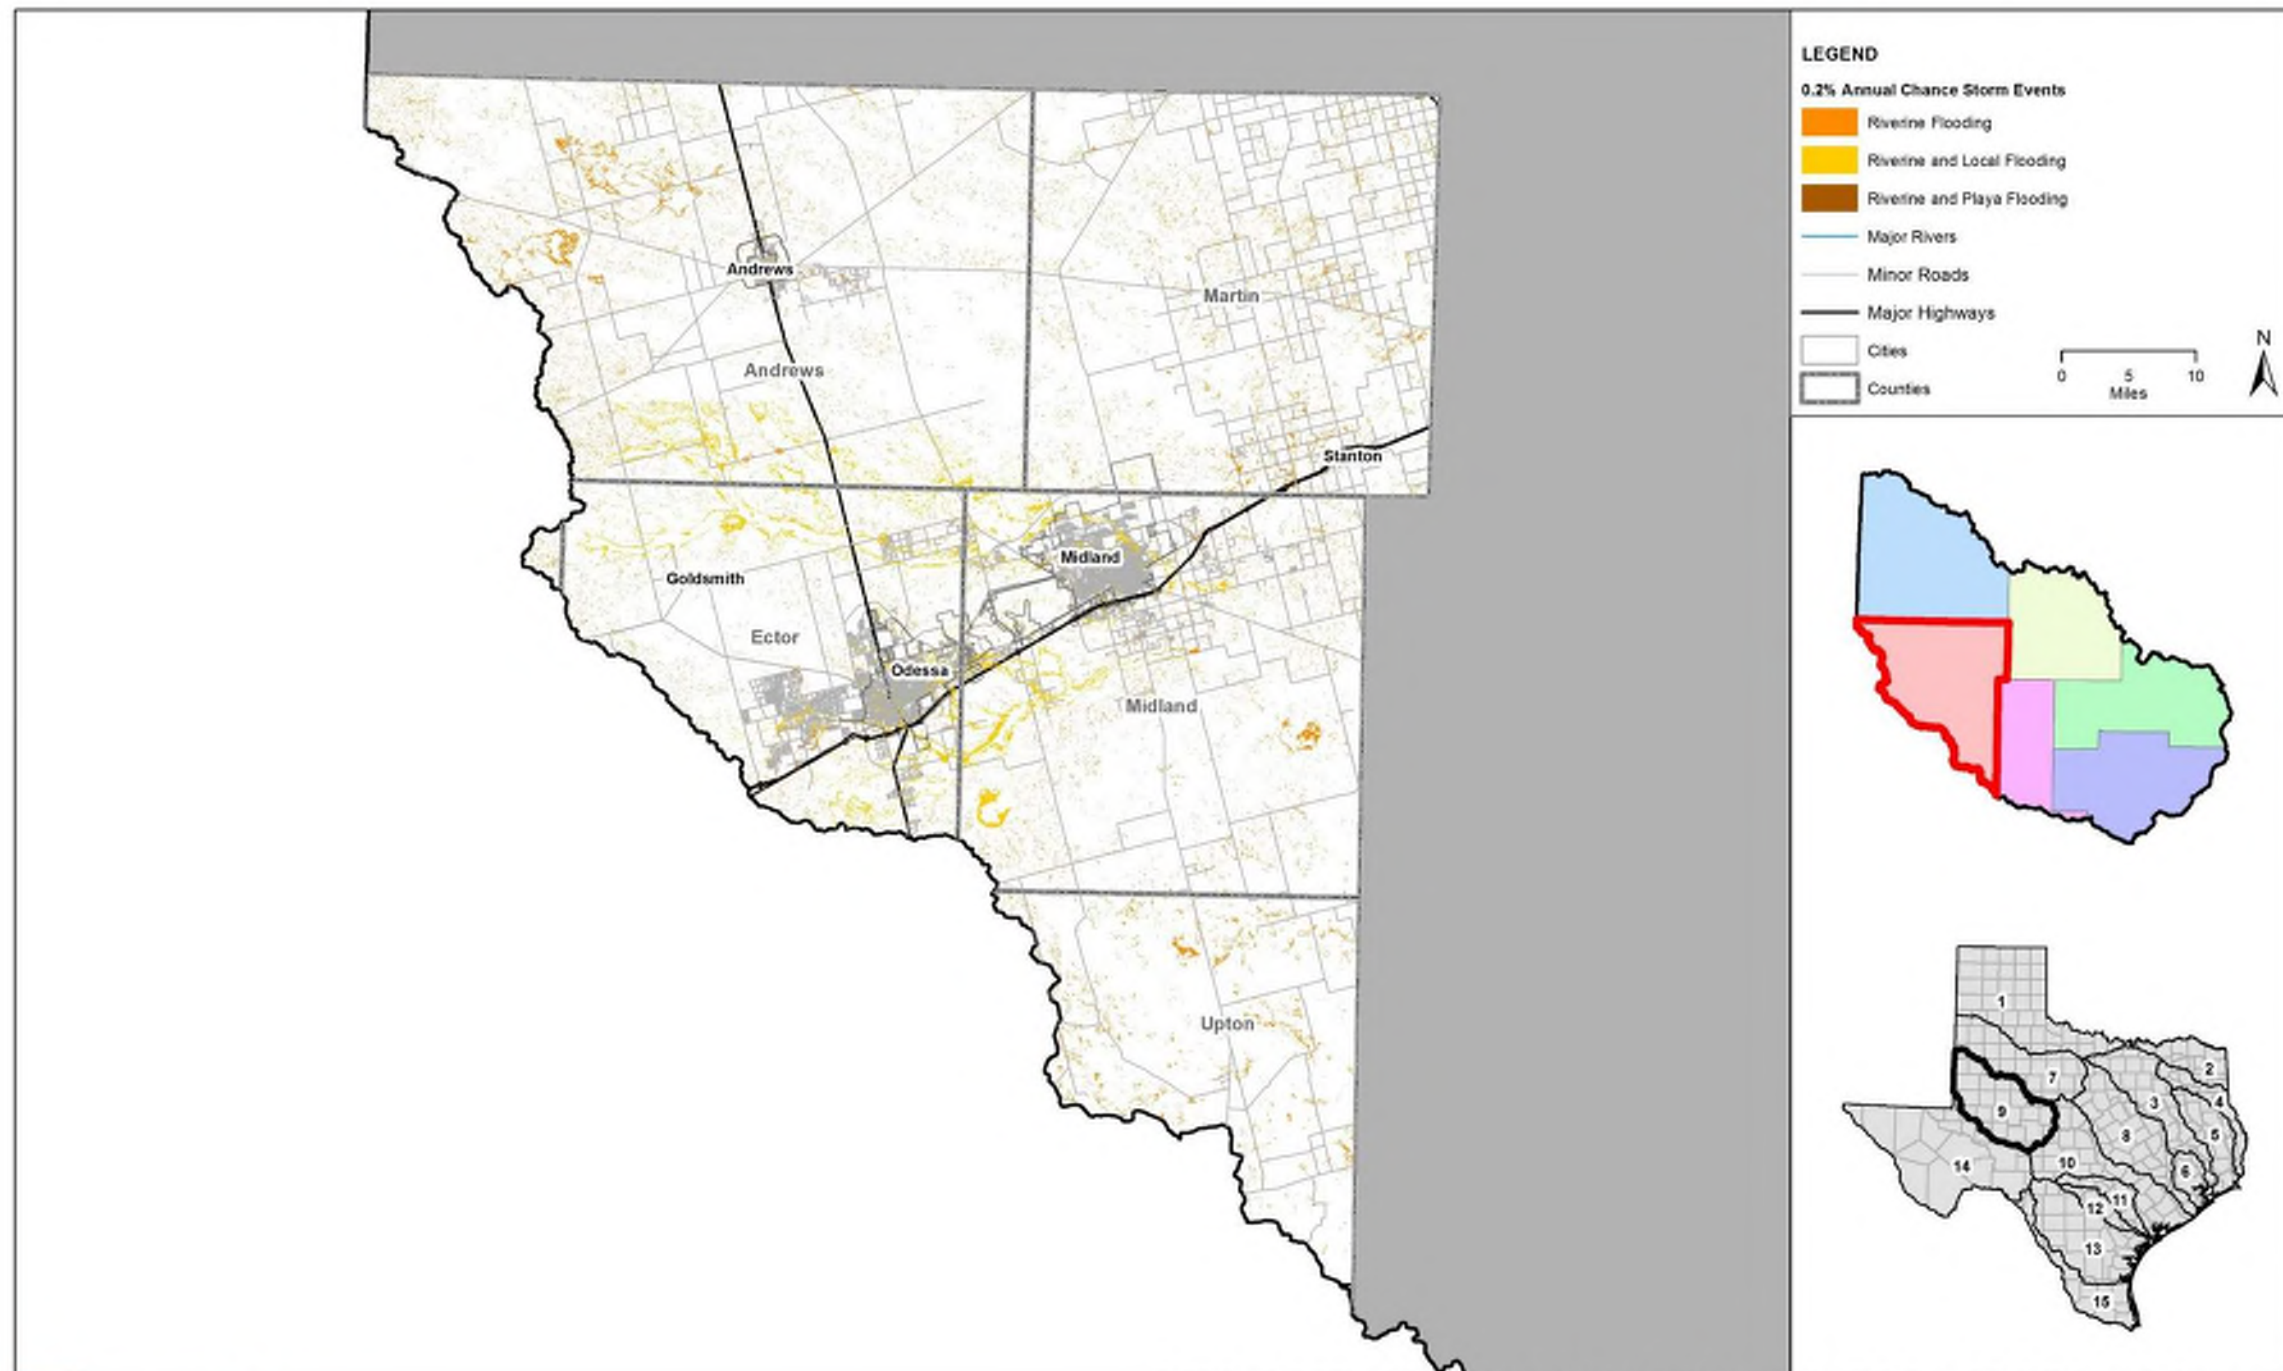 Andrews
Martin
Andrews
Stanton
Midland
Goldsmith
Ector
Odessa
Midland
Upton
LEGEND
0.2% Annual Chance Storm Events
Riverine Flooding
Riverine and Local Flooding
Riverine and Playa Flooding
Major Rivers
Minor Roads
Major Highways
Cities
Counties
0 5 10
Miles
N
1
2
7
3
4
9
8
5
14
10
6
11
12
13
15